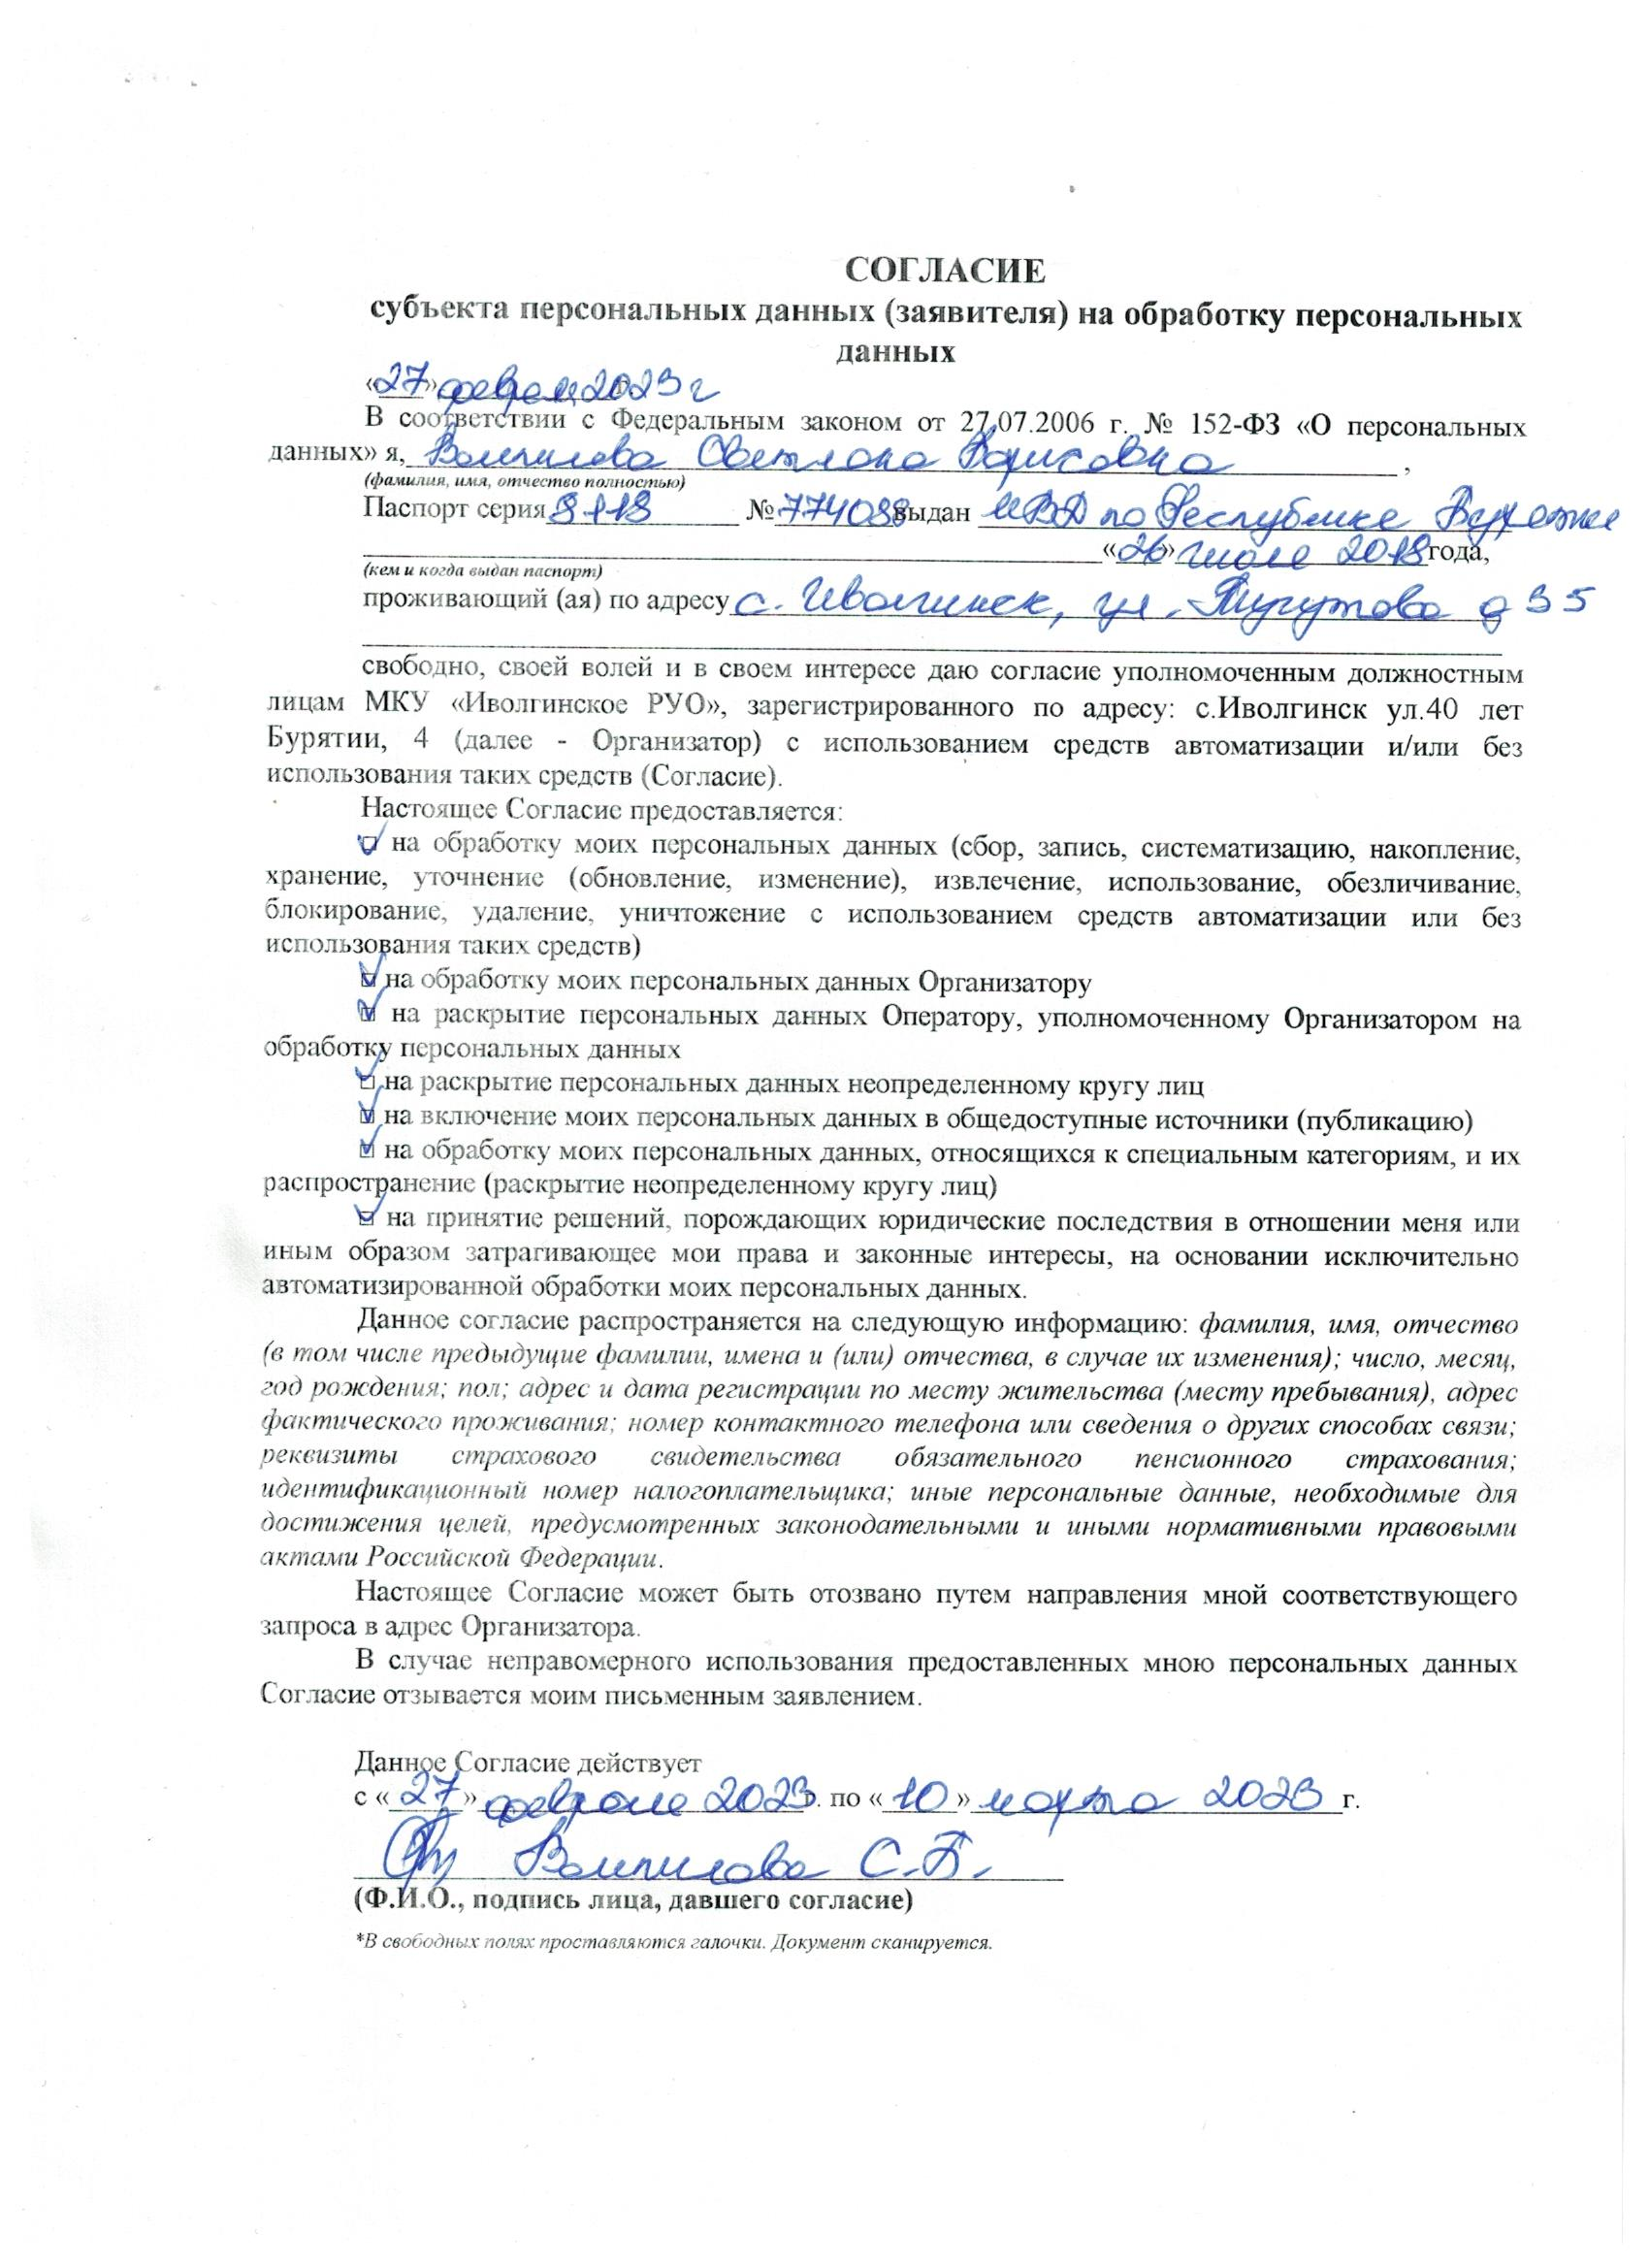 СОГЛАСИЕ
субъекта персональных данных (заявителя) на обработку персональных
данных
«27» феврал 2023 г
В соответствии с Федеральным законом от 27.07.2006 г. № 152-ФЗ «О персональных
данных» я, Вампилова Светлана Борисовна ,
(фамилия, имя, отчество полностью)
Паспорт серия 8118 № 774088 выдан МВД по Республике Бурятия
«26» июля 2018 года,
(кем и когда выдан паспорт)
проживающий (ая) по адресу с. Иволгинск, ул. д 35
свободно, своей волей и в своем интересе даю согласие уполномоченным должностным
лицам МКУ «Иволгинское РУО», зарегистрированного по адресу: с.Иволгинск ул.40 лет
Бурятии, 4 (далее - Организатор) с использованием средств автоматизации и/или без
использования таких средств (Согласие).
Настоящее Согласие предоставляется:
на обработку моих персональных данных (сбор, запись, систематизацию, накопление,
хранение, уточнение (обновление, изменение), извлечение, использование, обезличивание,
блокирование, удаление, уничтожение с использованием средств автоматизации или без
использования таких средств)
на обработку моих персональных данных Организатору
на раскрытие персональных данных Оператору, уполномоченному Организатором на
обработку персональных данных
на раскрытие персональных данных неопределенному кругу лиц
на включение моих персональных данных в общедоступные источники (публикацию)
на обработку моих персональных данных, относящихся к специальным категориям, и их
распространение (раскрытие неопределенному кругу лиц)
на принятие решений, порождающих юридические последствия в отношении меня или
иным образом затрагивающее мои права и законные интересы, на основании исключительно
автоматизированной обработки моих персональных данных.
Данное согласие распространяется на следующую информацию: фамилия, имя, отчество
(в том числе предыдущие фамилии, имена и (или) отчества, в случае их изменения); число, месяц,
год рождения; пол; адрес и дата регистрации по месту жительства (месту пребывания), адрес
фактического проживания; номер контактного телефона или сведения о других способах связи;
реквизиты страхового свидетельства обязательного пенсионного страхования;
идентификационный номер налогоплательщика; иные персональные данные, необходимые для
достижения целей, предусмотренных законодательными и иными нормативными правовыми
актами Российской Федерации.
Настоящее Согласие может быть отозвано путем направления мной соответствующего
запроса в адрес Организатора.
В случае неправомерного использования предоставленных мною персональных данных
Согласие отзывается моим письменным заявлением.
Данное Согласие действует
с «27» февраля 2023 г. по «10» марта 2023 г.
Вампилова С.Б.
(Ф.И.О., подпись лица, давшего согласие)
*В свободных полях проставляются галочки. Документ сканируется.